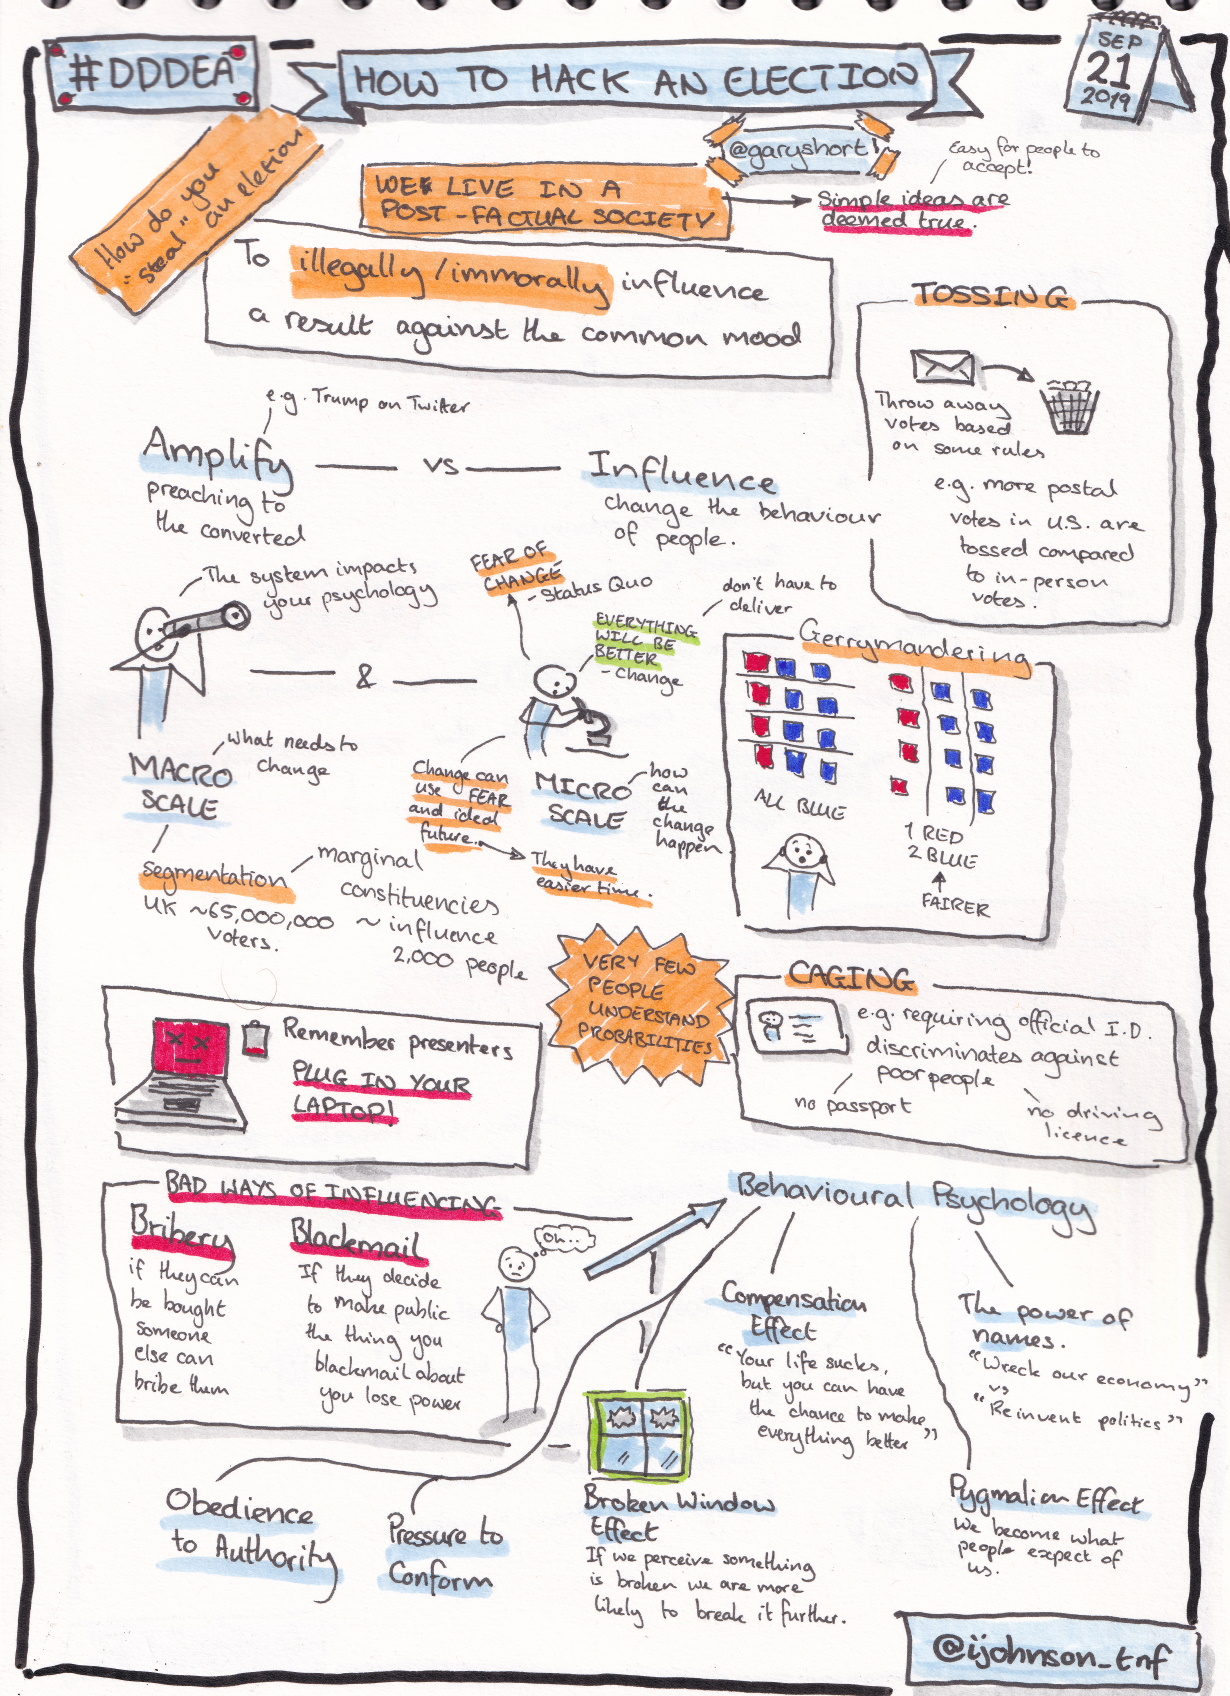 #DDDEA
HOW TO HACK AN ELECTION
SEP
21
2019
How do you
"steal" an eletion
@garyshort!
WE LIVE IN A
POST-FACTUAL SOCIETY
Easy for people to
accept!
Simple ideas are
deemed true.
To illegally/immorally influence
a result against the common mood
TOSSING
Throw away
votes based
on some rules
e.g. more postal
votes in U.S. are
tossed compared
to in-person
votes.
e.g. Trump on Twitter
Amplify
preaching to
the converted
vs
Influence
change the behaviour
of people.
The system impacts
your psychology
&
FEAR OF
CHANGE
- Status Quo
don't have to
deliver
EVERYTHING
WILL BE
BETTER
- Change
MACRO
SCALE
What needs to
change
Change can
use FEAR
and ideal
future.
They have
easier time.
MICRO
SCALE
how
can
the
change
happen
Gerrymandering
ALL BLUE
1 RED
2 BLUE
FAIRER
Segmentation
UK ~65,000,000
voters.
marginal
constituencies
~ influence
2,000 people
VERY FEW
PEOPLE
UNDERSTAND
PROBABILITIES
CAGING
e.g. requiring official I.D.
discriminates against
poor people
no passport
no driving
licence
Remember presenters
PLUG IN YOUR
LAPTOP!
BAD WAYS OF INFLUENCING
Bribery
if they can
be bought
someone
else can
bribe them
Blackmail
If they decide
to make public
the thing you
blackmail about
you lose power
Oh...
Behavioural Psychology
Compensation
Effect
"Your life sucks,
but you can have
the chance to make
everything better"
The power of
names.
"Wreck our economy"
vs
"Reinvent politics"
Obedience
to Authority
Pressure to
Conform
Broken Window
Effect
If we perceive something
is broken we are more
likely to break it further.
Pygmalion Effect
We become what
people expect of
us.
@ijohnson_tnf